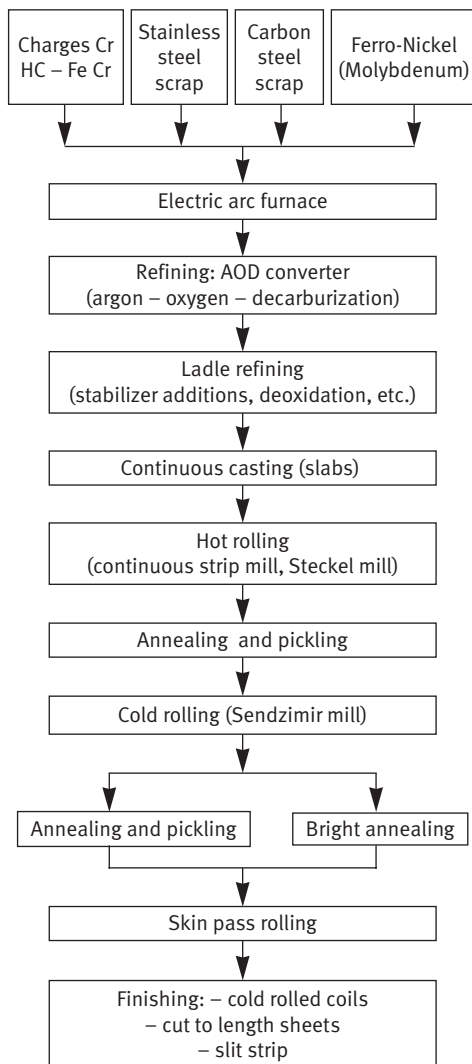 Charges Cr
HC – Fe Cr
Stainless
steel
scrap
Carbon
steel
scrap
Ferro-Nickel
(Molybdenum)
Electric arc furnace
Refining: AOD converter
(argon – oxygen – decarburization)
Ladle refining
(stabilizer additions, deoxidation, etc.)
Continuous casting (slabs)
Hot rolling
(continuous strip mill, Steckel mill)
Annealing and pickling
Cold rolling (Sendzimir mill)
Annealing and pickling
Bright annealing
Skin pass rolling
Finishing: – cold rolled coils
– cut to length sheets
– slit strip